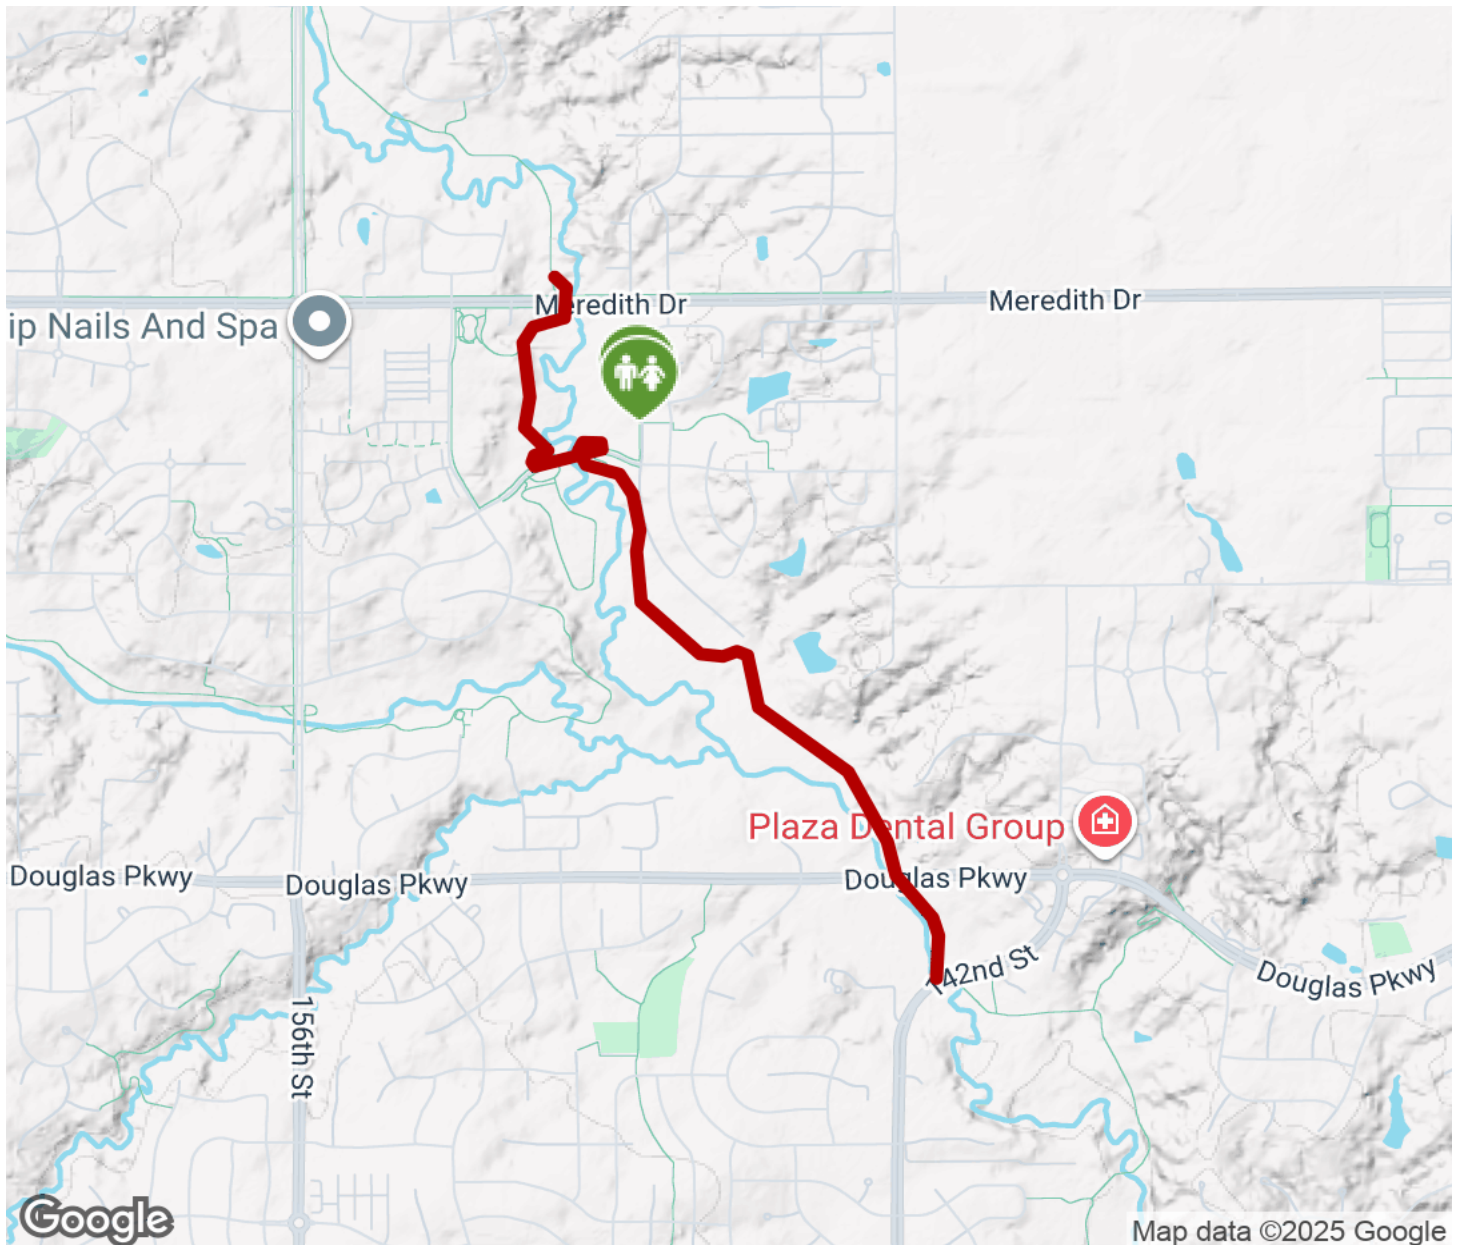 Meredith Dr
Meredith Dr
ip Nails And Spa
Plaza Dental Group
Douglas Pkwy
Douglas Pkwy
Douglas Pkwy
142nd St
Douglas Pkwy
156th St
Google
Map data ©2025 Google